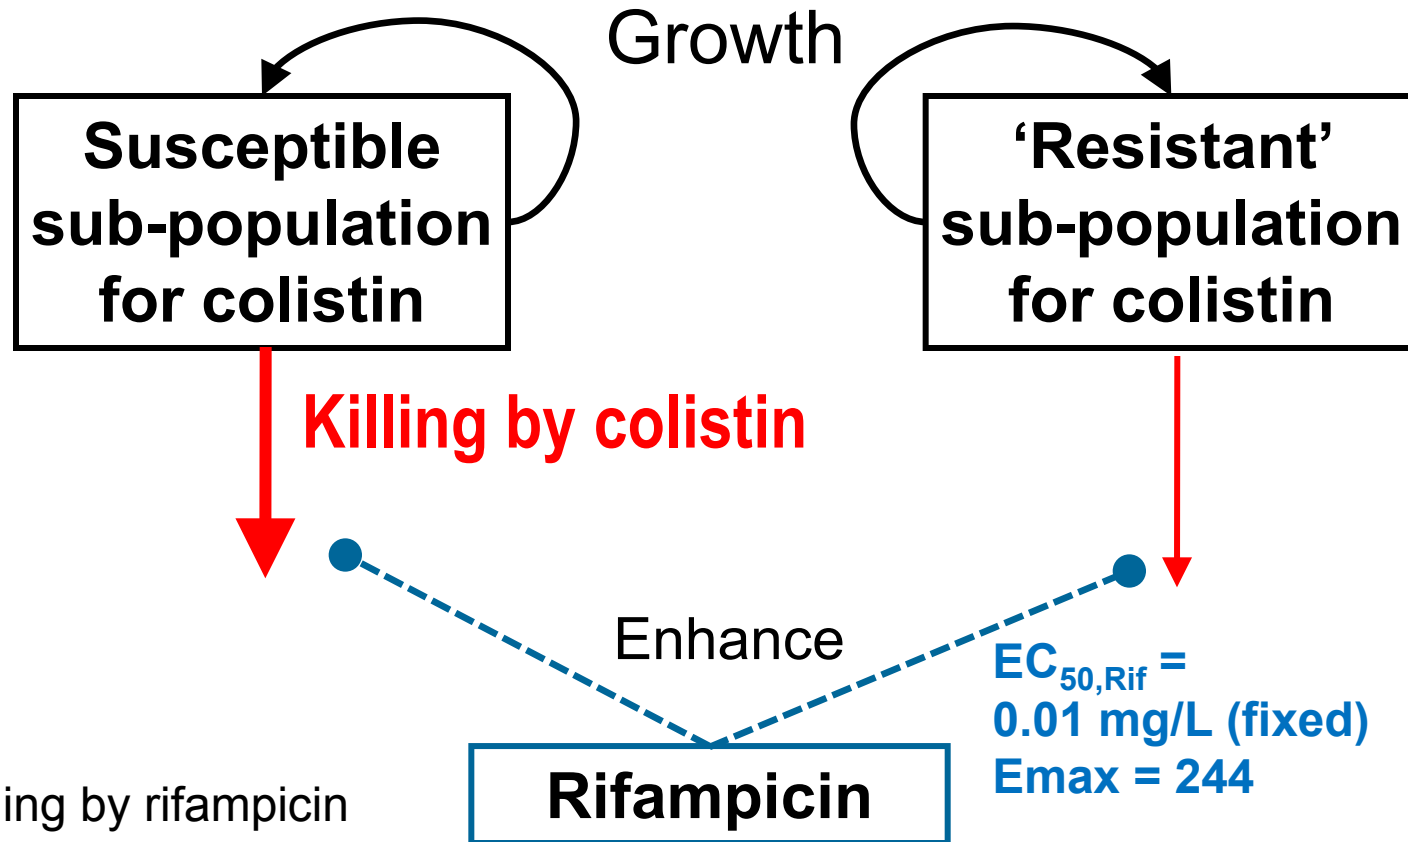 Growth
Susceptible
sub-population
for colistin
‘Resistant’
sub-population
for colistin
Killing by colistin
Enhance
EC50,Rif =
0.01 mg/L (fixed)
Emax = 244
Rifampicin
ing by rifampicin